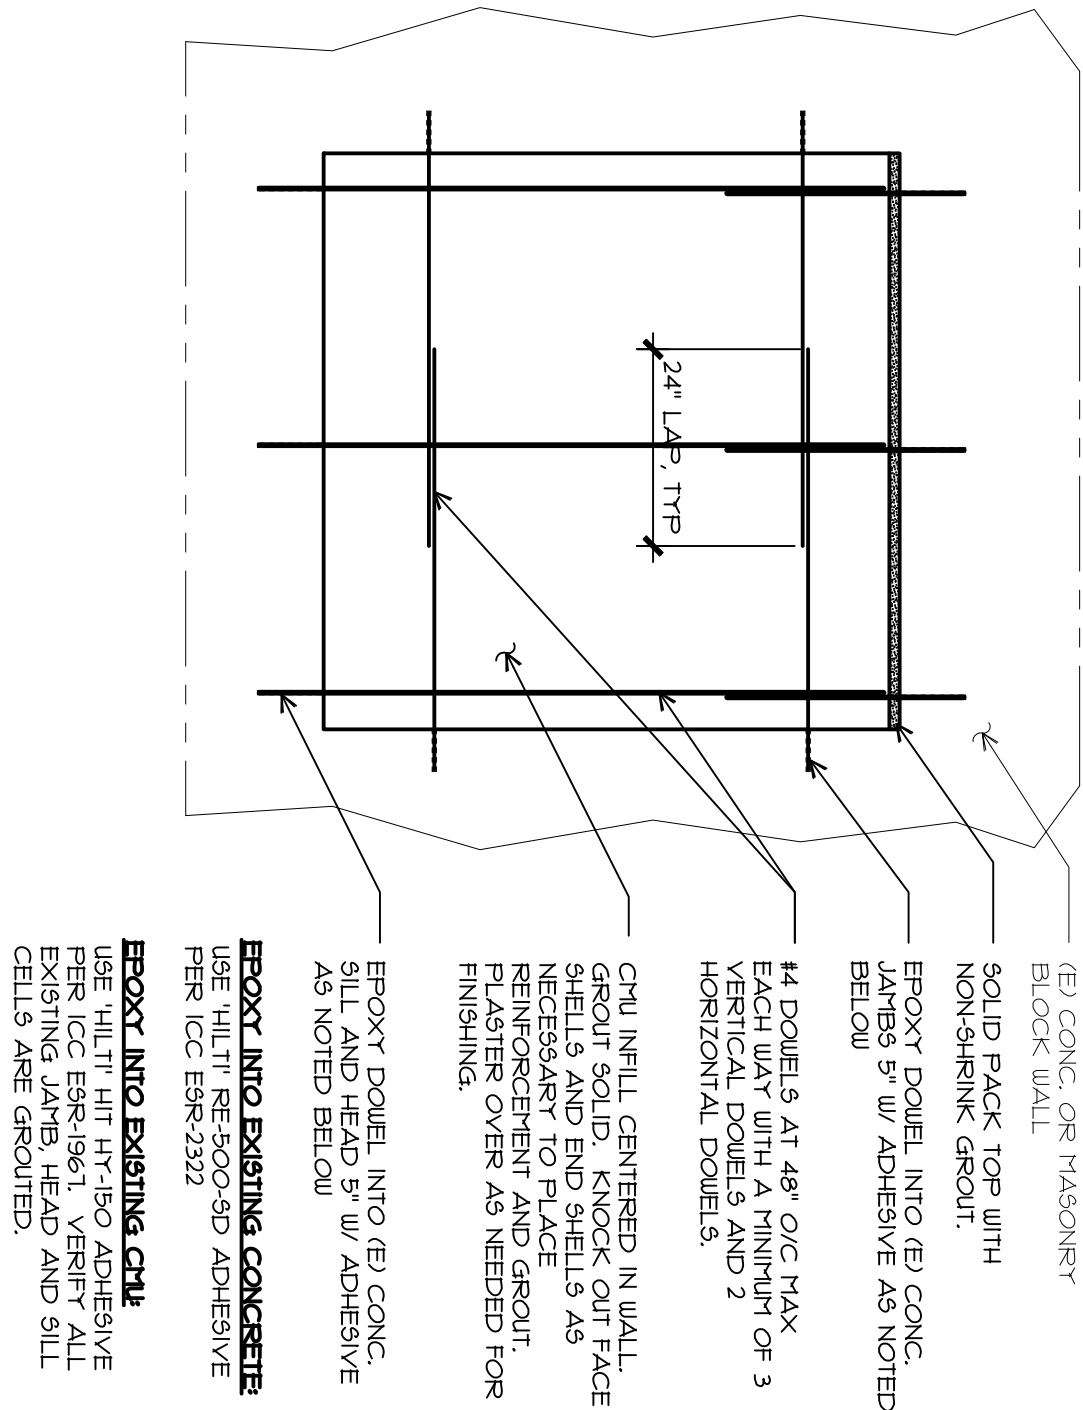 (E) CONC. OR MASONRY
BLOCK WALL
SOLID PACK TOP WITH
NON-SHRINK GROUT.
EPOXY DOWEL INTO (E) CONC.
JAMBS 5" W/ ADHESIVE AS NOTED
BELOW
#4 DOWELS AT 48" O/C MAX
EACH WAY WITH A MINIMUM OF 3
VERTICAL DOWELS AND 2
HORIZONTAL DOWELS.
24" LAP, TYP
CMU INFILL CENTERED IN WALL.
GROUT SOLID. KNOCK OUT FACE
SHELLS AND END SHELLS AS
NECESSARY TO PLACE
REINFORCEMENT AND GROUT.
PLASTER OVER AS NEEDED FOR
FINISHING.
EPOXY DOWEL INTO (E) CONC.
SILL AND HEAD 5" W/ ADHESIVE
AS NOTED BELOW
EPOXY INTO EXISTING CONCRETE:
USE 'HILTI' RE-500-SD ADHESIVE
PER ICC ESR-2322
EPOXY INTO EXISTING CMU:
USE 'HILTI' HIT HY-150 ADHESIVE
PER ICC ESR-1967. VERIFY ALL
EXISTING JAMB, HEAD AND SILL
CELLS ARE GROUTED.